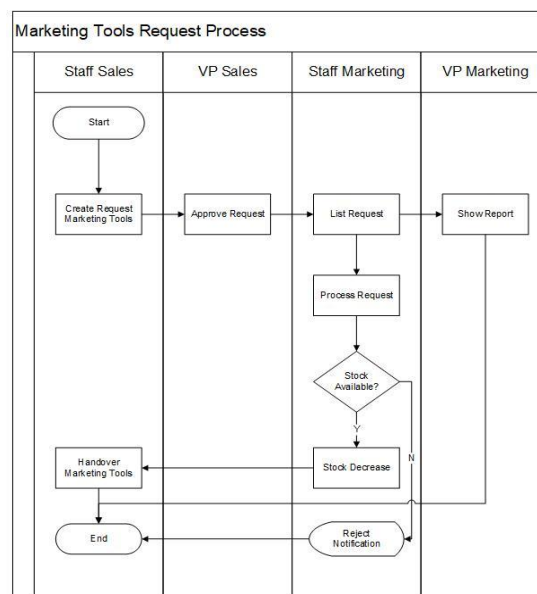 Marketing Tools Request Process
Staff Sales
VP Sales
Staff Marketing
VP Marketing
Start
Create Request
Marketing Tools
Approve Request
List Request
Show Report
Process Request
Stock
Available?
Y
N
Handover
Marketing Tools
Stock Decrease
End
Reject
Notification